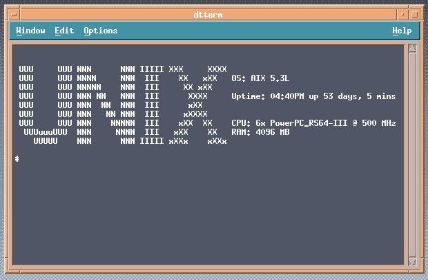 dtterm
Window Edit Options Help
UUU     UUU NNN      NNN IIIII XXX     XXXX
UUU     UUU NNNN     NNN  III    XX   xXX    OS: AIX 5.3L
UUU     UUU NNNNN    NNN  III     XX xXX
UUU     UUU NNN NN   NNN  III      XXXX      Uptime: 04:40PM up 53 days, 5 mins
UUU     UUU NNN  NN  NNN  III      xXX
UUU     UUU NNN   NN NNN  III     xXXXX
UUU     UUU NNN    NNNNN  III    xXX  XX     CPU: 6x PowerPC_RS64-III @ 500 MHz
 UUUuuuUUU  NNN     NNNN  III   xXX    XX    RAM: 4096 MB
   UUUUU    NNN      NNN IIIII xXXx    xXXx
#